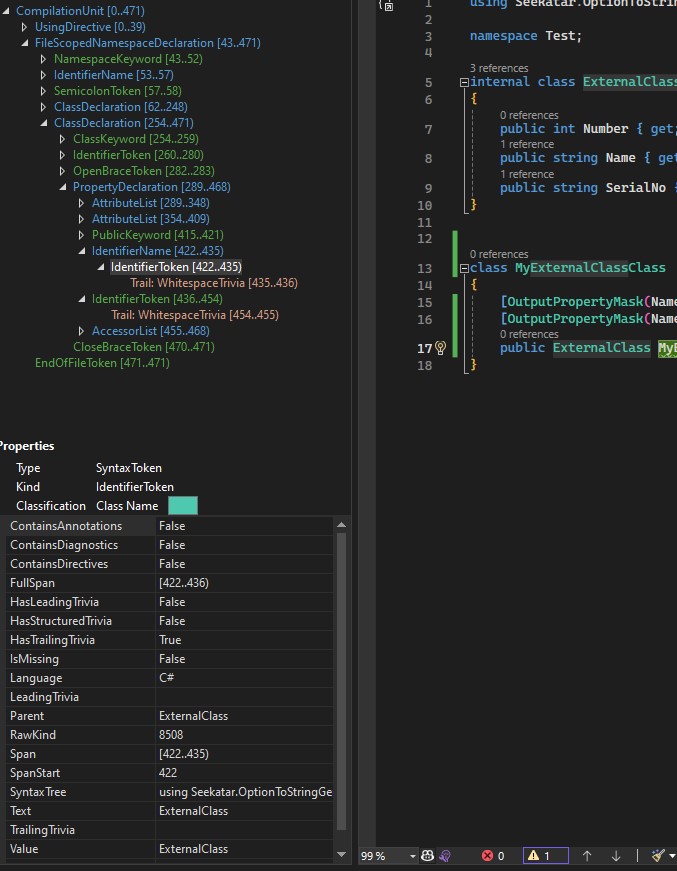 CompilationUnit [0..471)
UsingDirective [0..39)
FileScopedNamespaceDeclaration [43..471)
NamespaceKeyword [43..52)
IdentifierName [53..57)
SemicolonToken [57..58)
ClassDeclaration [62..248)
ClassDeclaration [254..471)
ClassKeyword [254..259)
IdentifierToken [260..280)
OpenBraceToken [282..283)
PropertyDeclaration [289..468)
AttributeList [289..348)
AttributeList [354..409)
PublicKeyword [415..421)
IdentifierName [422..435)
IdentifierToken [422..435)
Trail: WhitespaceTrivia [435..436)
IdentifierToken [436..454)
Trail: WhitespaceTrivia [454..455)
AccessorList [455..468)
CloseBraceToken [470..471)
EndOfFileToken [471..471)
Properties
Type SyntaxToken
Kind IdentifierToken
Classification Class Name
ContainsAnnotations False
ContainsDiagnostics False
ContainsDirectives False
FullSpan [422..436)
HasLeadingTrivia False
HasStructuredTrivia False
HasTrailingTrivia True
IsMissing False
Language C#
LeadingTrivia
Parent ExternalClass
RawKind 8508
Span [422..435)
SpanStart 422
SyntaxTree using Seekatar.OptionToStringGe
Text ExternalClass
TrailingTrivia
Value ExternalClass
1 using Seekatar.OptionToStrin
2
3 namespace Test;
4
3 references
5 internal class ExternalClass
6 {
0 references
7 public int Number { get;
1 reference
8 public string Name { get
1 reference
9 public string SerialNo {
10 }
11
12
0 references
13 class MyExternalClassClass
14 {
15 [OutputPropertyMask(Name
16 [OutputPropertyMask(Name
0 references
17 public ExternalClass MyE
18 }
99 % 0 1